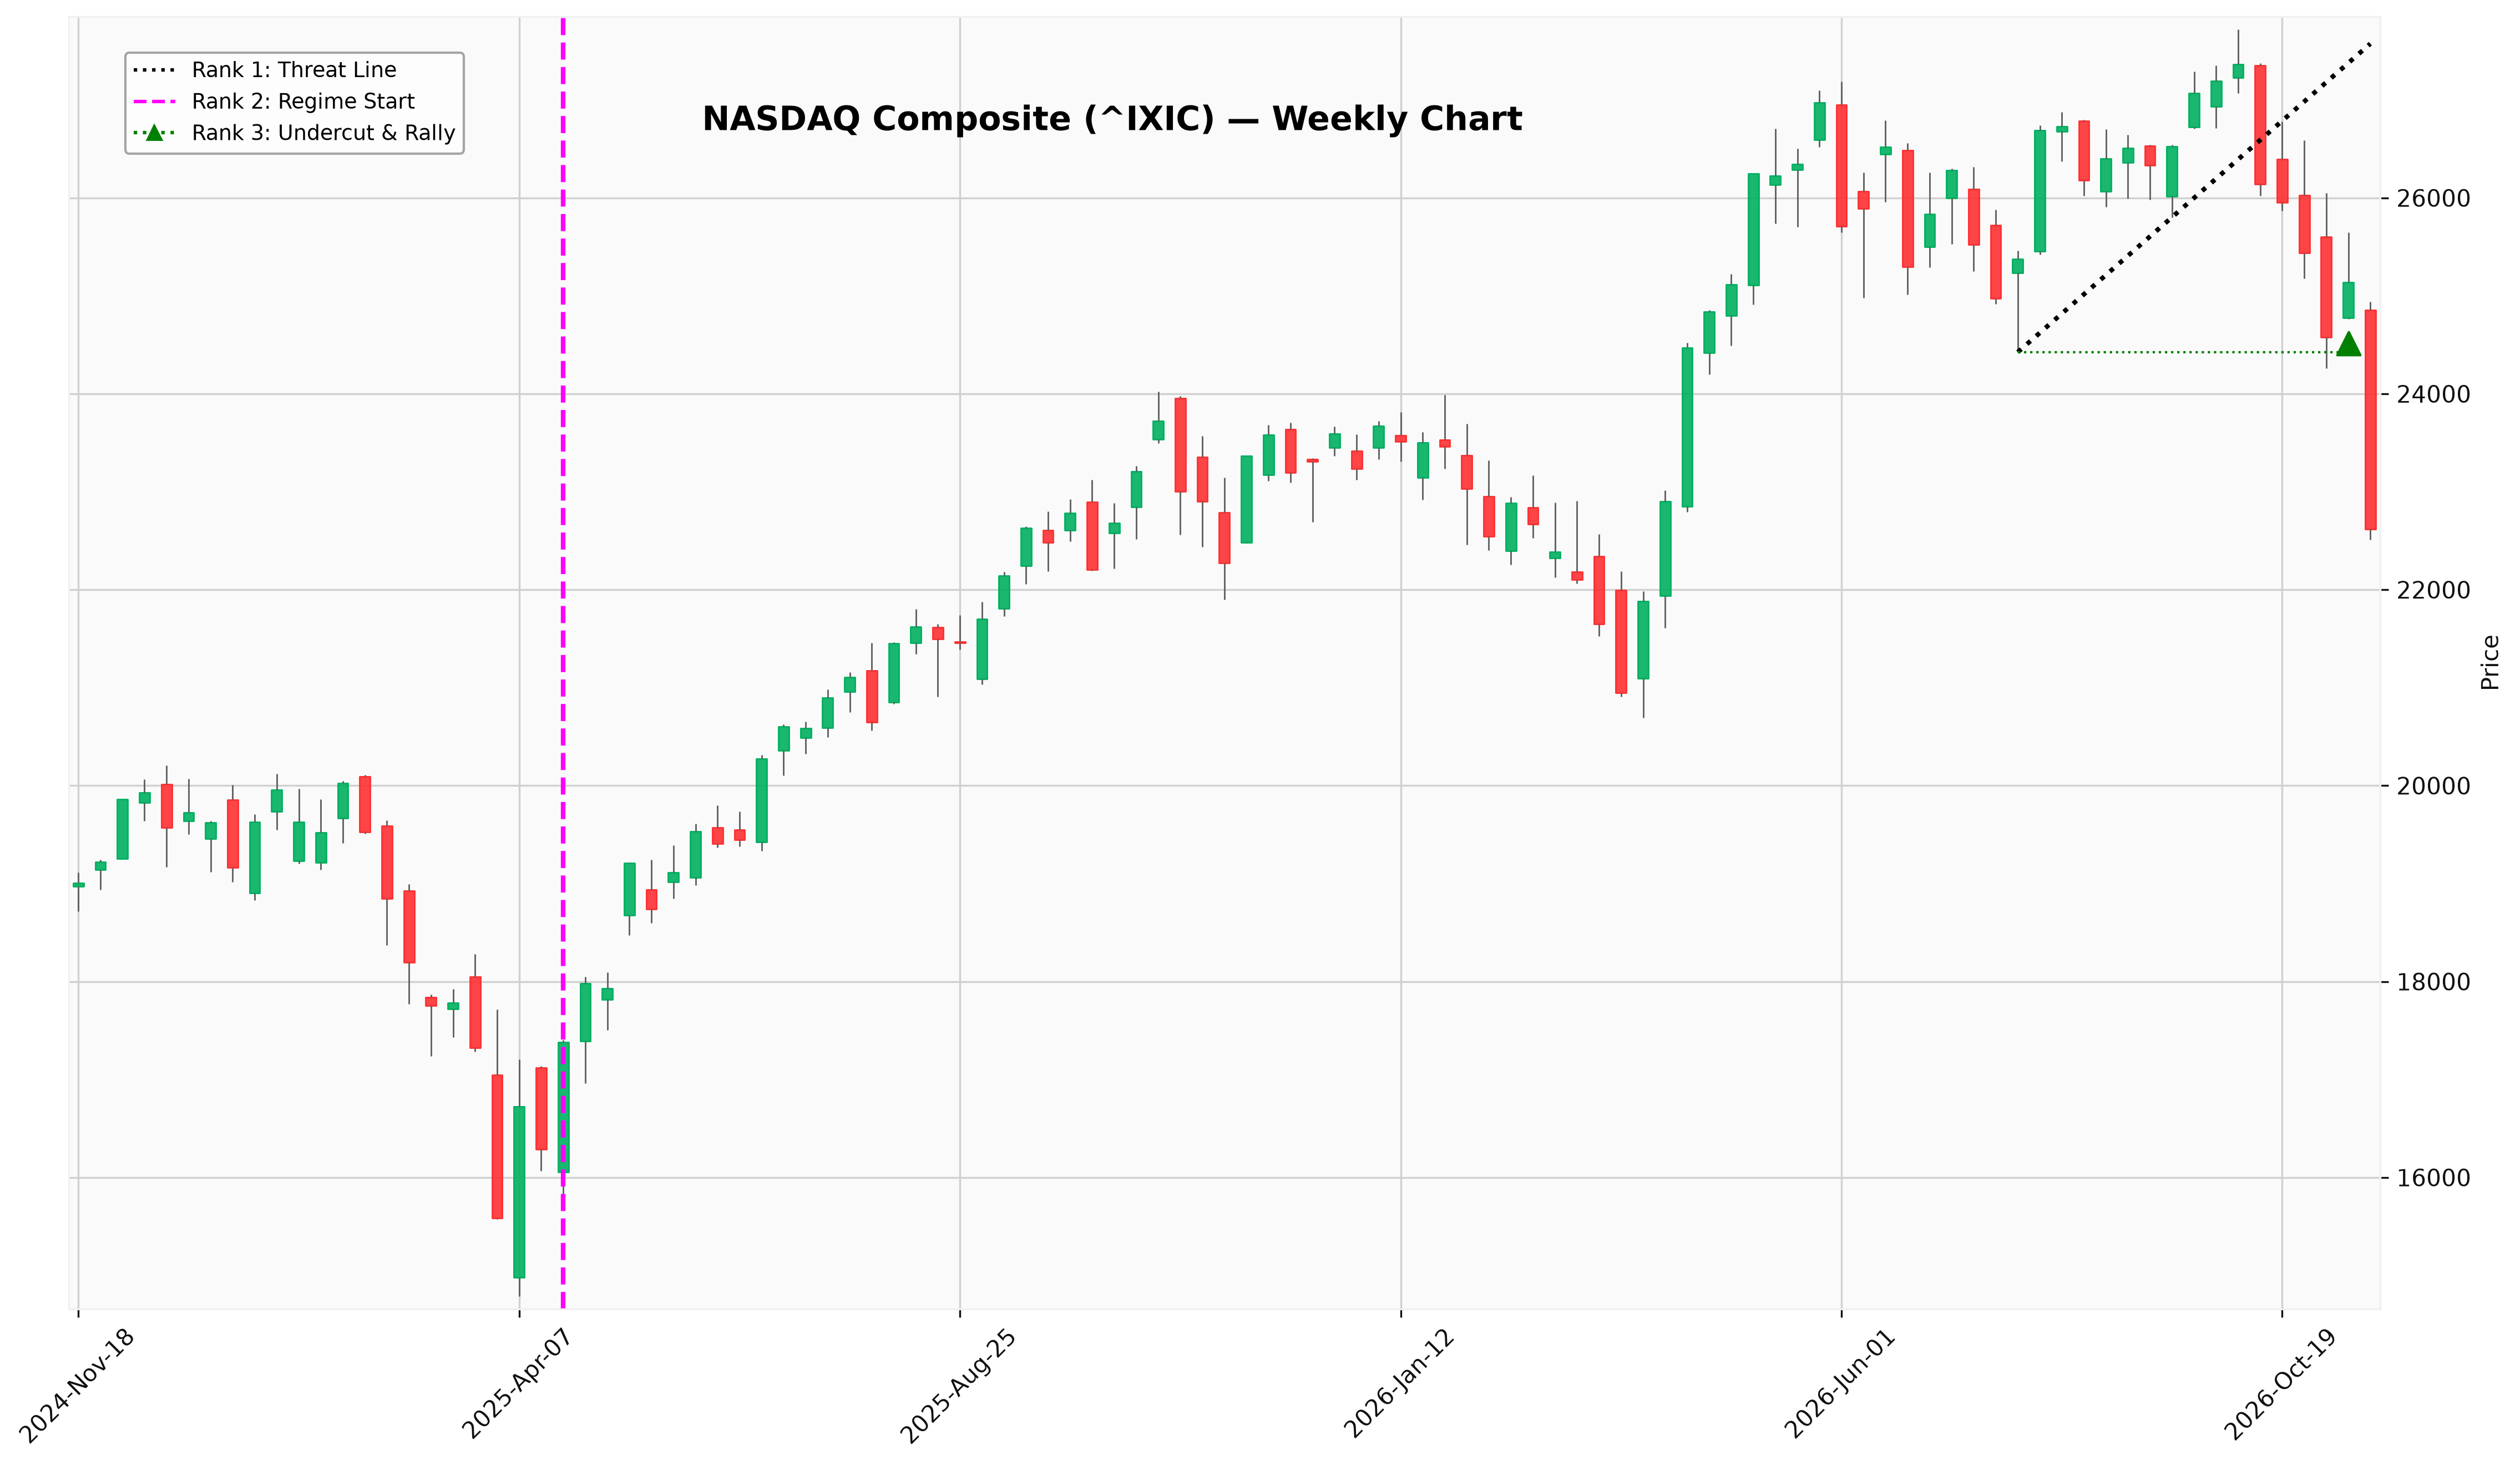 Rank 1: Threat Line
Rank 2: Regime Start
Rank 3: Undercut & Rally
NASDAQ Composite (^IXIC) — Weekly Chart
26000
24000
22000
20000
18000
16000
Price
2024-Nov-18
2025-Apr-07
2025-Aug-25
2026-Jan-12
2026-Jun-01
2026-Oct-19